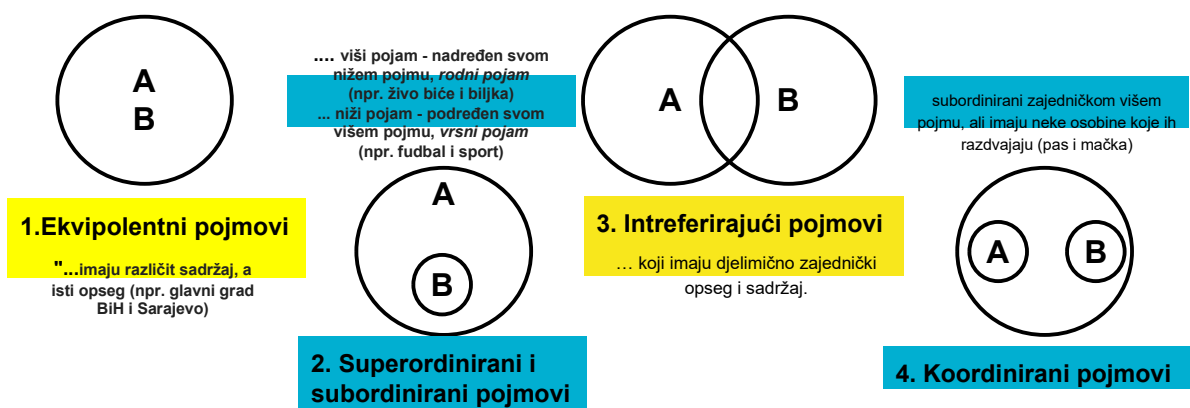 A
B
1.Ekvipolentni pojmovi
"...imaju različit sadržaj, a
isti opseg (npr. glavni grad
BiH i Sarajevo)
.... viši pojam - nadređen svom
nižem pojmu, rodni pojam
(npr. živo biće i biljka)
... niži pojam - podređen svom
višem pojmu, vrsni pojam
(npr. fudbal i sport)
A
B
2. Superordinirani i
subordinirani pojmovi
A B
3. Intreferirajući pojmovi
… koji imaju djelimično zajednički
opseg i sadržaj.
subordinirani zajedničkom višem
pojmu, ali imaju neke osobine koje ih
razdvajaju (pas i mačka)
A B
4. Koordinirani pojmovi